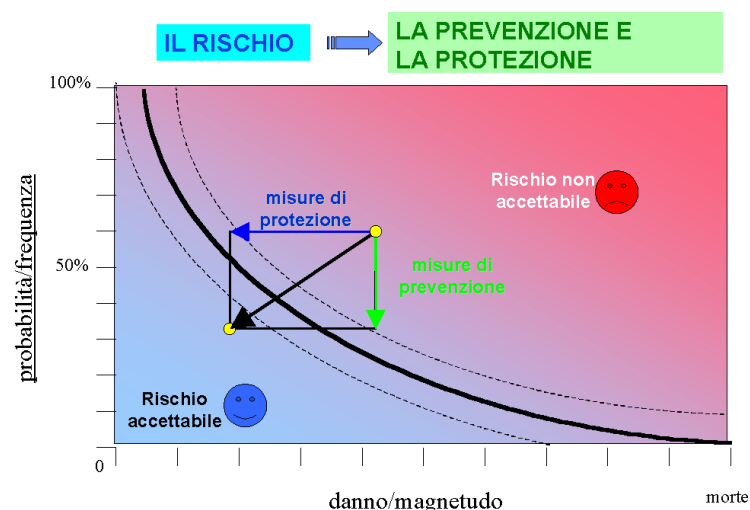 IL RISCHIO
LA PREVENZIONE E
LA PROTEZIONE
100%
50%
0
probabilità/frequenza
misure di
protezione
Rischio non
accettabile
misure di
prevenzione
Rischio
accettabile
danno/magnetudo
morte